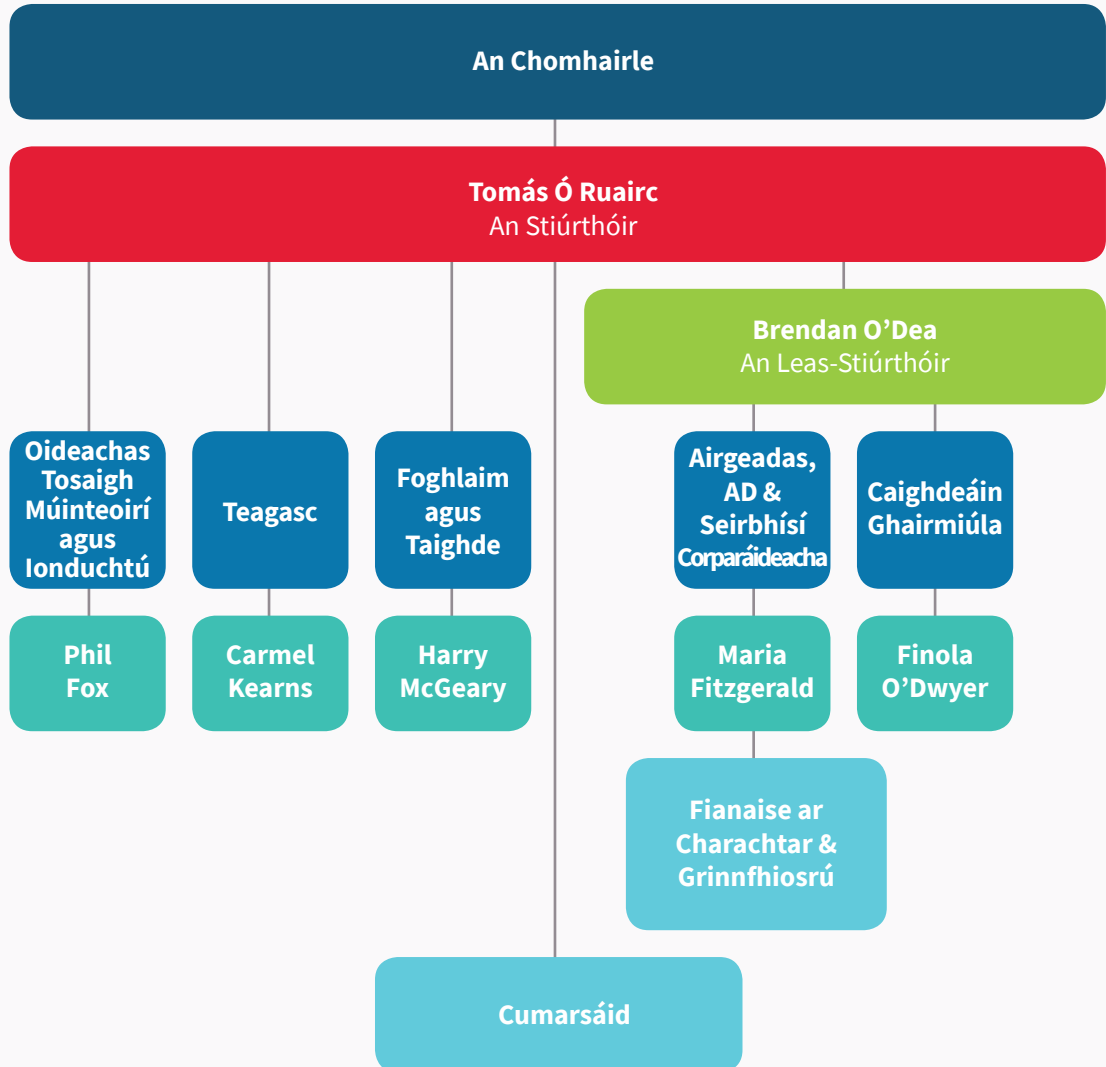 An Chomhairle
Tomás Ó Ruairc
An Stiúrthóir
Brendan O’Dea
An Leas-Stiúrthóir
Oideachas
Tosaigh
Múinteoirí
agus
Ionduchtú
Teagasc
Foghlaim
agus
Taighde
Airgeadas,
AD &
Seirbhísí
Corparáideacha
Caighdeáin
Ghairmiúla
Phil
Fox
Carmel
Kearns
Harry
McGeary
Maria
Fitzgerald
Finola
O’Dwyer
Fianaise ar
Charachtar &
Grinnfhiosrú
Cumarsáid